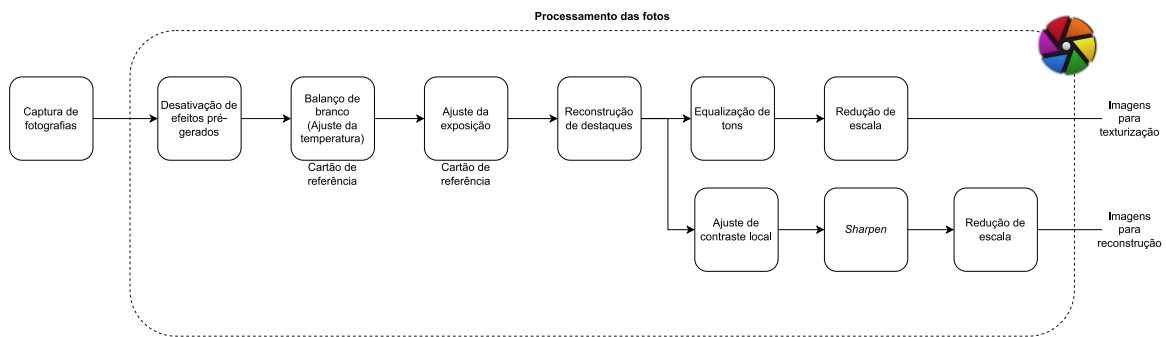 Processamento das fotos
Captura de
fotografias
Desativação de
efeitos pré-
gerados
Balanço de
branco
(Ajuste da
temperatura)
Cartão de
referência
Ajuste da
exposição
Cartão de
referência
Reconstrução
de destaques
Equalização de
tons
Redução de
escala
Imagens
para
texturização
Ajuste de
contraste local
Sharpen
Redução de
escala
Imagens
para
reconstrução